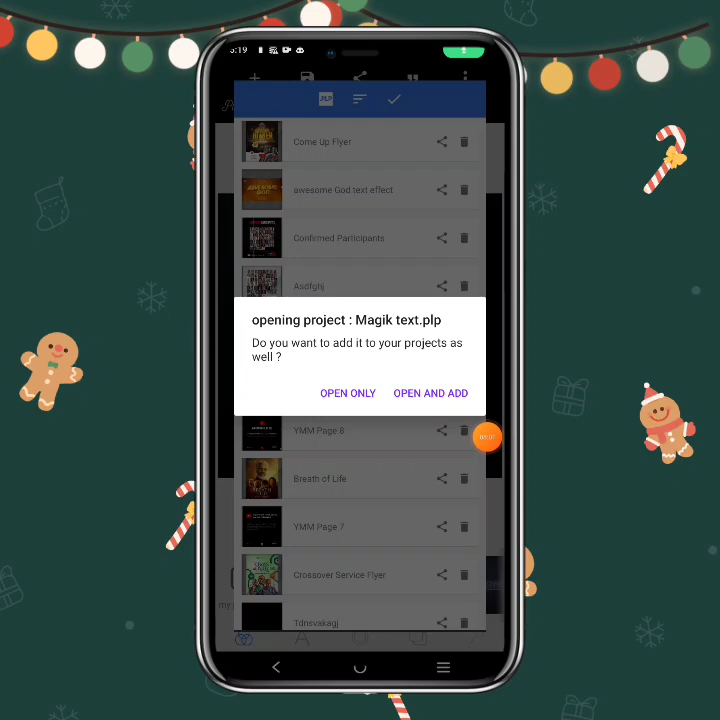 5:19
PLP
Come Up Flyer
awesome God text effect
Confirmed Participants
Asdfghj
opening project : Magik text.plp
Do you want to add it to your projects as
well ?
OPEN ONLY
OPEN AND ADD
YMM Page 8
Breath of Life
YMM Page 7
Crossover Service Flyer
Tdnsvakagj
my